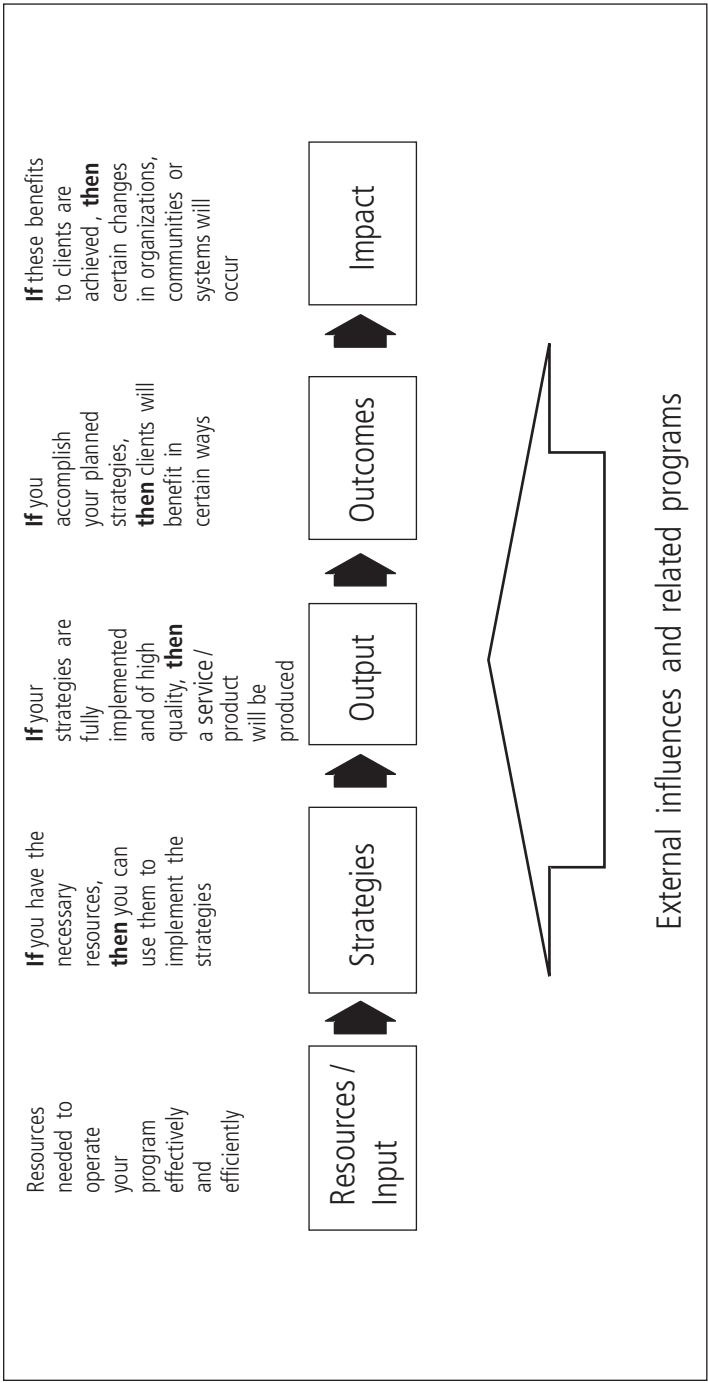 Resources
needed to
operate
your
program
effectively
and
efficiently
If you have the
necessary
resources,
then you can
use them to
implement the
strategies
If your
strategies are
fully
implemented
and of high
quality, then
a service /
product
will be
produced
If you
accomplish
your planned
strategies,
then clients will
benefit in
certain ways
If these benefits
to clients are
achieved , then
certain changes
in organizations,
communities or
systems will
occur
Resources /
Input
Strategies
Output
Outcomes
Impact
External influences and related programs